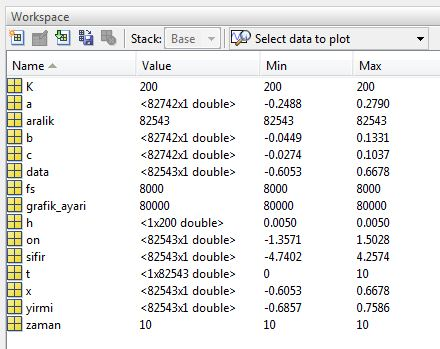 Workspace
Stack: Base Select data to plot
Name Value Min Max
K 200 200 200
a <82742x1 double> -0.2488 0.2790
aralik 82543 82543 82543
b <82742x1 double> -0.0449 0.1331
c <82742x1 double> -0.0274 0.1037
data <82543x1 double> -0.6053 0.6678
fs 8000 8000 8000
grafik_ayari 80000 80000 80000
h <1x200 double> 0.0050 0.0050
on <82543x1 double> -1.3571 1.5028
sifir <82543x1 double> -4.7402 4.2574
t <1x82543 double> 0 10
x <82543x1 double> -0.6053 0.6678
yirmi <82543x1 double> -0.6857 0.7586
zaman 10 10 10